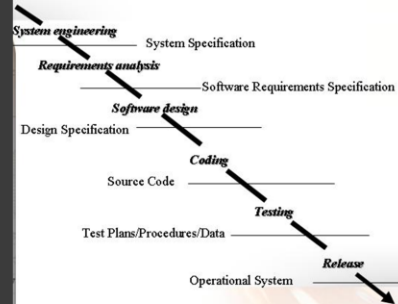 System engineering
System Specification
Requirements analysis
Software Requirements Specification
Software design
Design Specification
Coding
Source Code
Testing
Test Plans/Procedures/Data
Release
Operational System